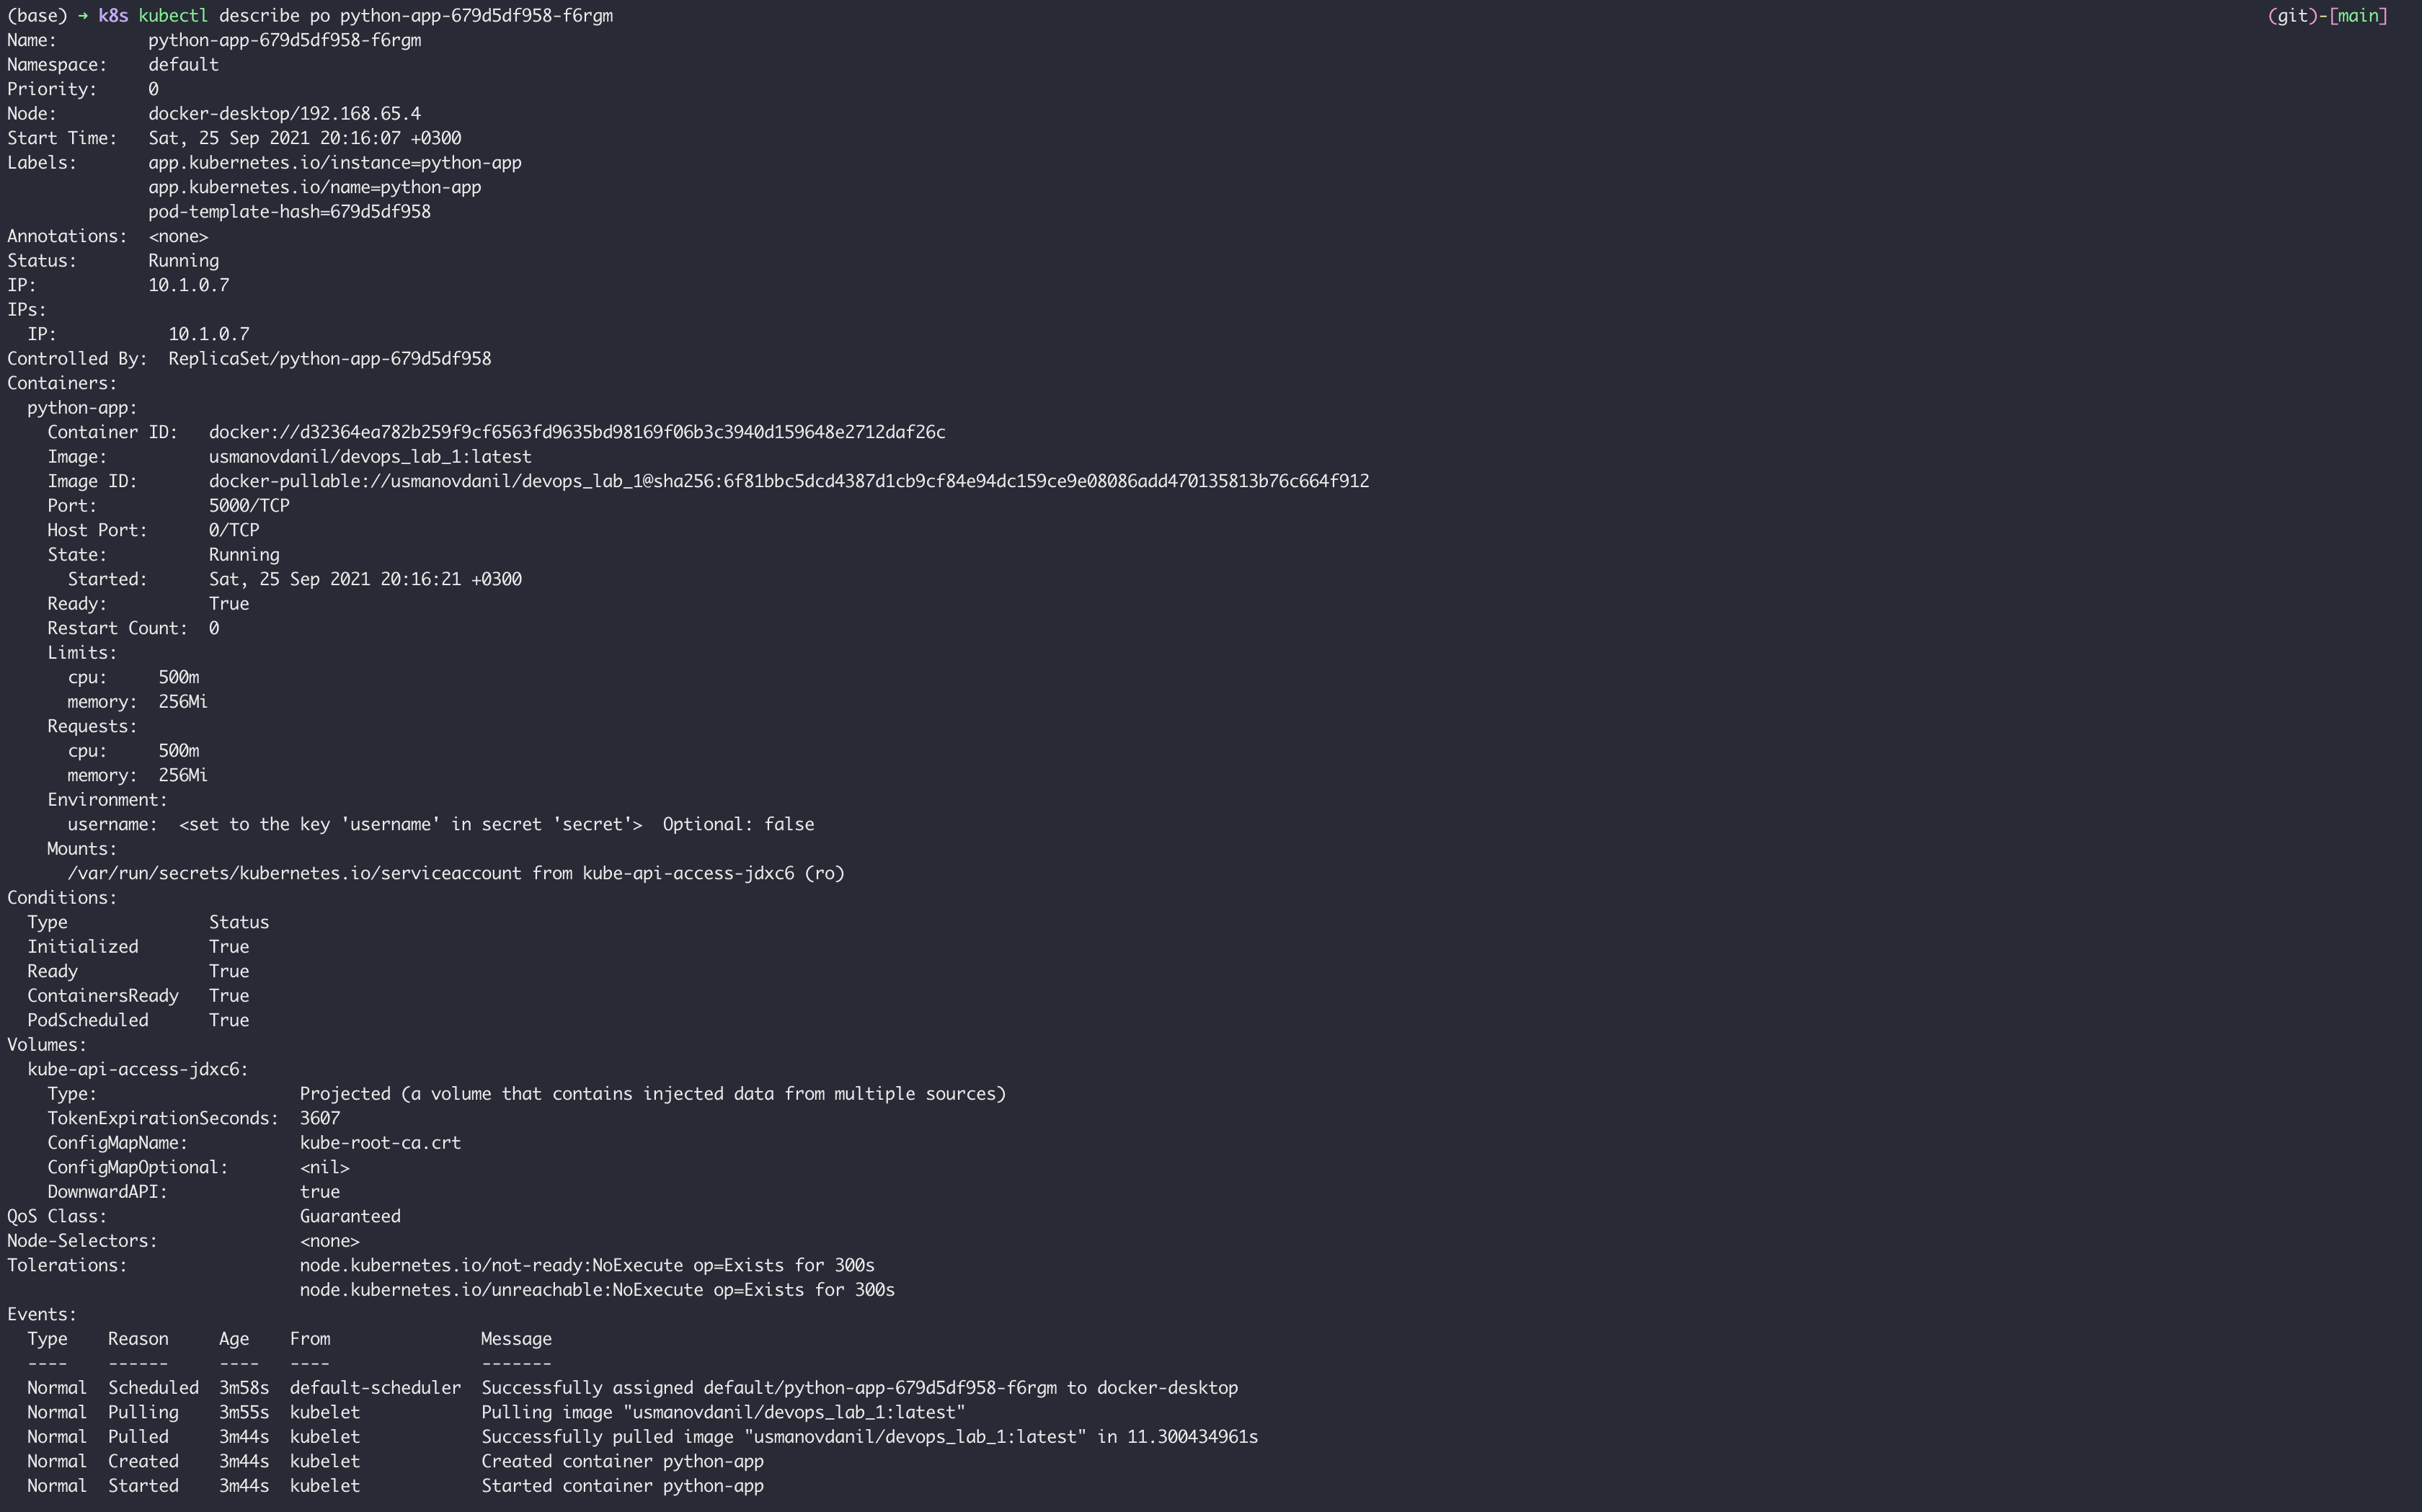 (base) → k8s kubectl describe po python-app-679d5df958-f6rgm (git)-[main]
Name:         python-app-679d5df958-f6rgm
Namespace:    default
Priority:     0
Node:         docker-desktop/192.168.65.4
Start Time:   Sat, 25 Sep 2021 20:16:07 +0300
Labels:       app.kubernetes.io/instance=python-app
              app.kubernetes.io/name=python-app
              pod-template-hash=679d5df958
Annotations:  <none>
Status:       Running
IP:           10.1.0.7
IPs:
  IP:           10.1.0.7
Controlled By:  ReplicaSet/python-app-679d5df958
Containers:
  python-app:
    Container ID:   docker://d32364ea782b259f9cf6563fd9635bd98169f06b3c3940d159648e2712daf26c
    Image:          usmanovdanil/devops_lab_1:latest
    Image ID:       docker-pullable://usmanovdanil/devops_lab_1@sha256:6f81bbc5dcd4387d1cb9cf84e94dc159ce9e08086add470135813b76c664f912
    Port:           5000/TCP
    Host Port:      0/TCP
    State:          Running
      Started:      Sat, 25 Sep 2021 20:16:21 +0300
    Ready:          True
    Restart Count:  0
    Limits:
      cpu:     500m
      memory:  256Mi
    Requests:
      cpu:     500m
      memory:  256Mi
    Environment:
      username:  <set to the key 'username' in secret 'secret'>  Optional: false
    Mounts:
      /var/run/secrets/kubernetes.io/serviceaccount from kube-api-access-jdxc6 (ro)
Conditions:
  Type              Status
  Initialized       True
  Ready             True
  ContainersReady   True
  PodScheduled      True
Volumes:
  kube-api-access-jdxc6:
    Type:                    Projected (a volume that contains injected data from multiple sources)
    TokenExpirationSeconds:  3607
    ConfigMapName:           kube-root-ca.crt
    ConfigMapOptional:       <nil>
    DownwardAPI:             true
QoS Class:                   Guaranteed
Node-Selectors:              <none>
Tolerations:                 node.kubernetes.io/not-ready:NoExecute op=Exists for 300s
                             node.kubernetes.io/unreachable:NoExecute op=Exists for 300s
Events:
  Type    Reason     Age    From               Message
  ----    ------     ----   ----               -------
  Normal  Scheduled  3m58s  default-scheduler  Successfully assigned default/python-app-679d5df958-f6rgm to docker-desktop
  Normal  Pulling    3m55s  kubelet            Pulling image "usmanovdanil/devops_lab_1:latest"
  Normal  Pulled     3m44s  kubelet            Successfully pulled image "usmanovdanil/devops_lab_1:latest" in 11.300434961s
  Normal  Created    3m44s  kubelet            Created container python-app
  Normal  Started    3m44s  kubelet            Started container python-app